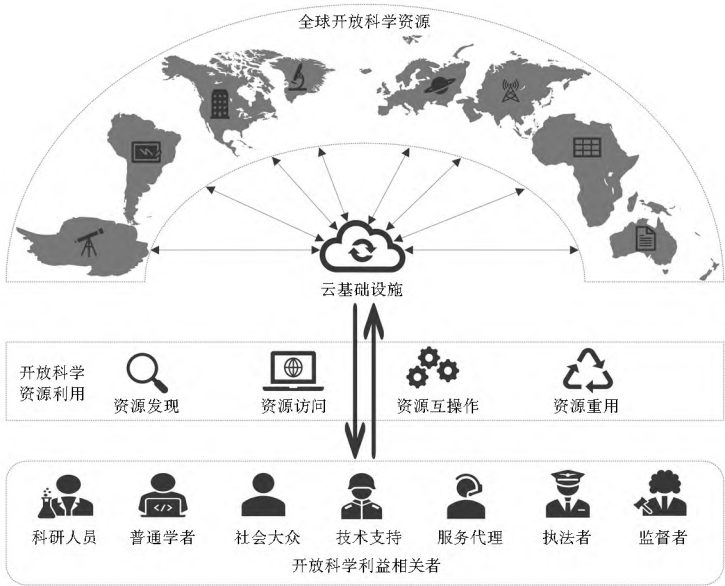 全球开放科学资源
云基础设施
开放科学
资源利用
资源发现
资源访问
资源互操作
资源重用
科研人员
普通学者
社会大众
技术支持
服务代理
执法者
监督者
开放科学利益相关者